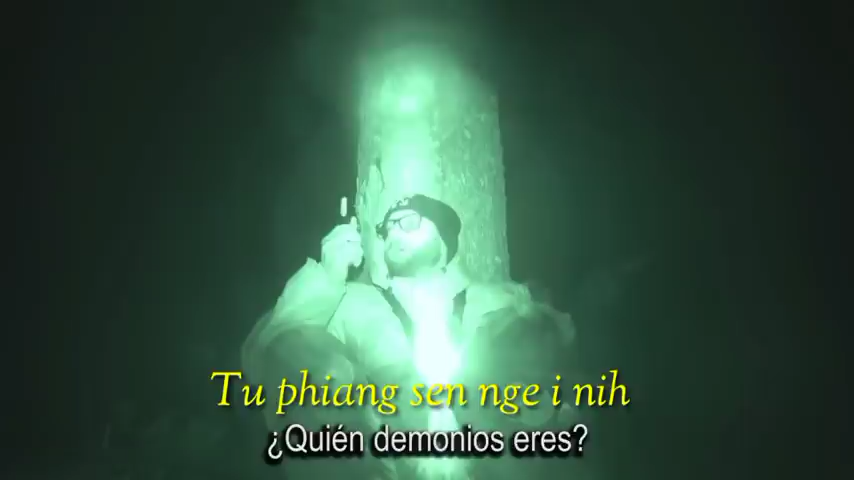 Tu phiang sen nge i nih
¿Quién demonios eres?